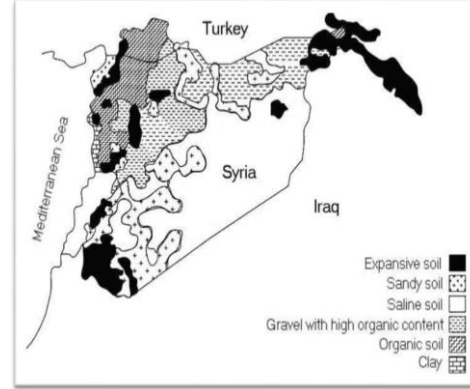 Turkey
Mediterranean Sea
Syria
Iraq
Expansive soil
Sandy soil
Saline soil
Gravel with high organic content
Organic soil
Clay